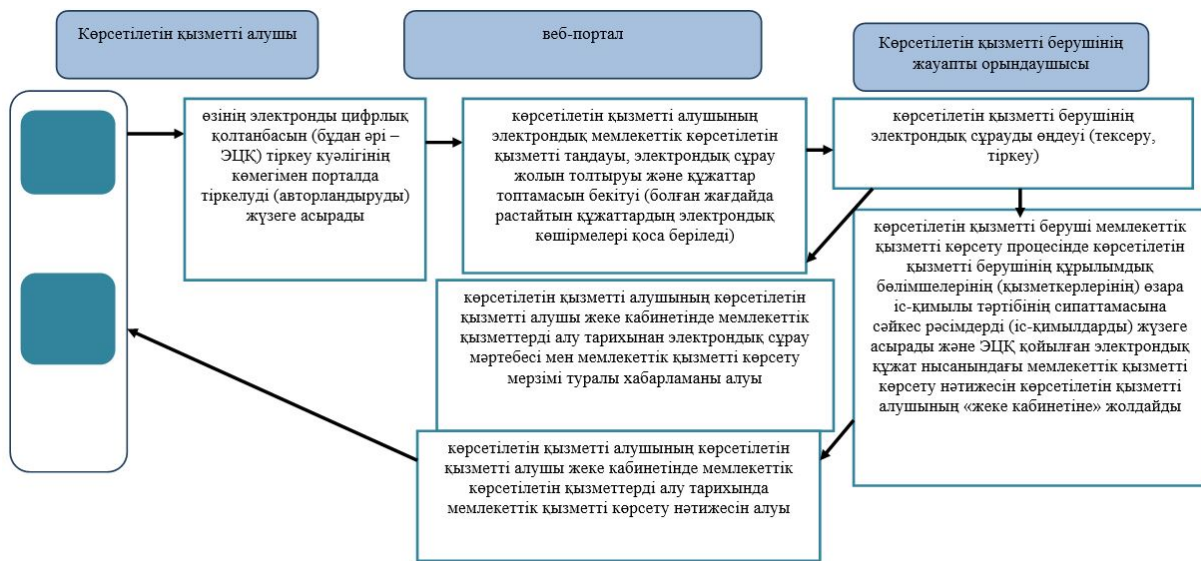 Көрсетілетін қызметті алушы
веб-портал
Көрсетілетін қызметті берушінің
жауапты орындаушысы
өзінің электронды цифрлық
қолтанбасын (бұдан әрі –
ЭЦҚ) тіркеу куәлігінің
көмегімен порталда
тіркелуді (авторландыруды)
жүзеге асырады
көрсетілетін қызметті алушының
электрондық мемлекеттік көрсетілетін
қызметті таңдауы, электрондық сұрау
жолын толтыруы және құжаттар
топтамасын бекітуі (болған жағдайда
растайтын құжаттардың электрондық
көшірмелері қоса беріледі)
көрсетілетін қызметті берушінің
электрондық сұрауды өңдеуі (тексеру,
тіркеу)
көрсетілетін қызметті беруші мемлекеттік
қызметті көрсету процесінде көрсетілетін
қызметті берушінің құрылымдық
бөлімшелерінің (қызметкерлерінің) өзара
іс-қимылы тәртібінің сипаттамасына
сәйкес рәсімдерді (іс-қимылдарды) жүзеге
асырады және ЭЦҚ қойылған электрондық
құжат нысанындағы мемлекеттік қызметті
көрсету нәтижесін көрсетілетін қызметті
алушының «жеке кабинетіне» жолдайды
көрсетілетін қызметті алушының көрсетілетін
қызметті алушы жеке кабинетінде мемлекеттік
қызметтерді алу тарихынан электрондық сұрау
мәртебесі мен мемлекеттік қызметті көрсету
мерзімі туралы хабарламаны алуы
көрсетілетін қызметті алушының көрсетілетін
қызметті алушы жеке кабинетінде мемлекеттік
көрсетілетін қызметтерді алу тарихында
мемлекеттік қызметті көрсету нәтижесін алуы